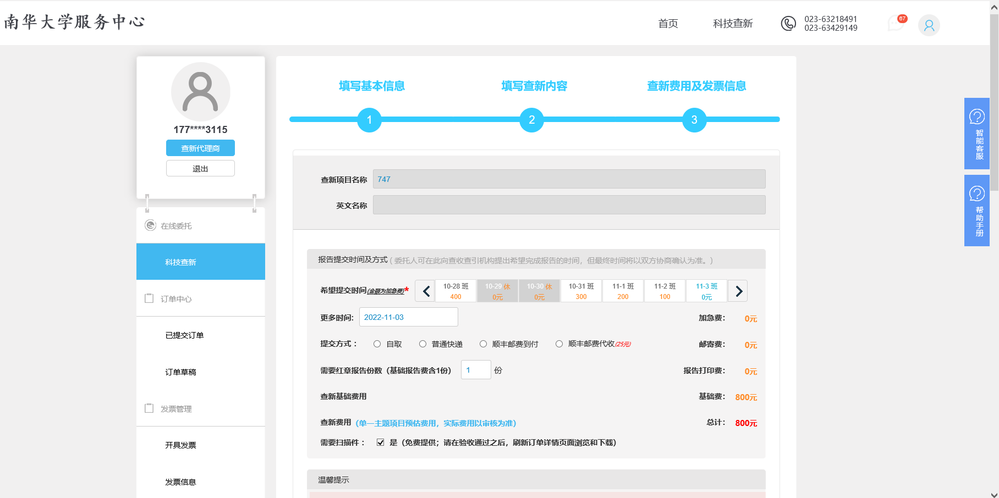 南华大学服务中心
首页
科技查新
023-63218491
023-63429149
67
177****3115
查新代理商
退出
在线委托
科技查新
订单中心
已提交订单
订单草稿
发票管理
开具发票
发票信息
填写基本信息
填写查新内容
查新费用及发票信息
1
2
3
查新项目名称
747
英文名称
报告提交时间及方式 ( 委托人可在此向查收查引机构提出希望完成报告的时间，但最终时间将以双方协商确认为准。)
希望提交时间(金额为加急费)*
10-28 班
400
10-29 休
0元
10-30 休
0元
10-31 班
300
11-1 班
200
11-2 班
100
11-3 班
0元
更多时间:
2022-11-03
加急费：
0元
提交方式：
自取
普通快递
顺丰邮费到付
顺丰邮费代收(25元)
邮寄费：
0元
需要红章报告份数（基础报告费含1份）
1
份
报告打印费：
0元
查新基础费用
基础费：
800元
查新费用 （单一主题项目预估费用，实际费用以审核为准）
总计：
800元
需要扫描件：
是（免费提供；请在验收通过之后，刷新订单详情页面浏览和下载）
温馨提示
智能客服
帮助手册